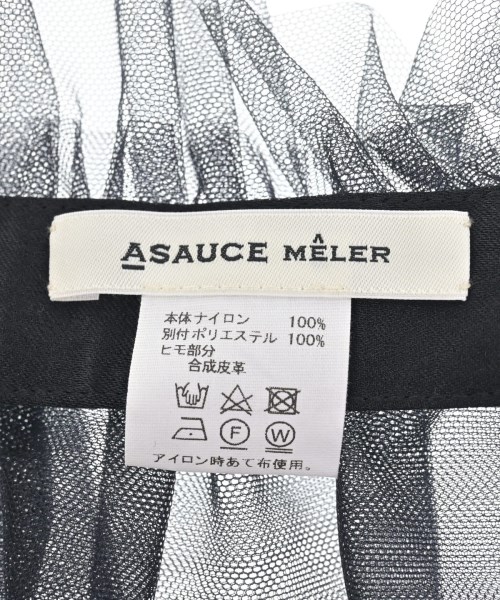 ASAUCE MÊLER
本体ナイロン 100%
別付ポリエステル 100%
ヒモ部分
合成皮革
F W
アイロン時あて布使用。